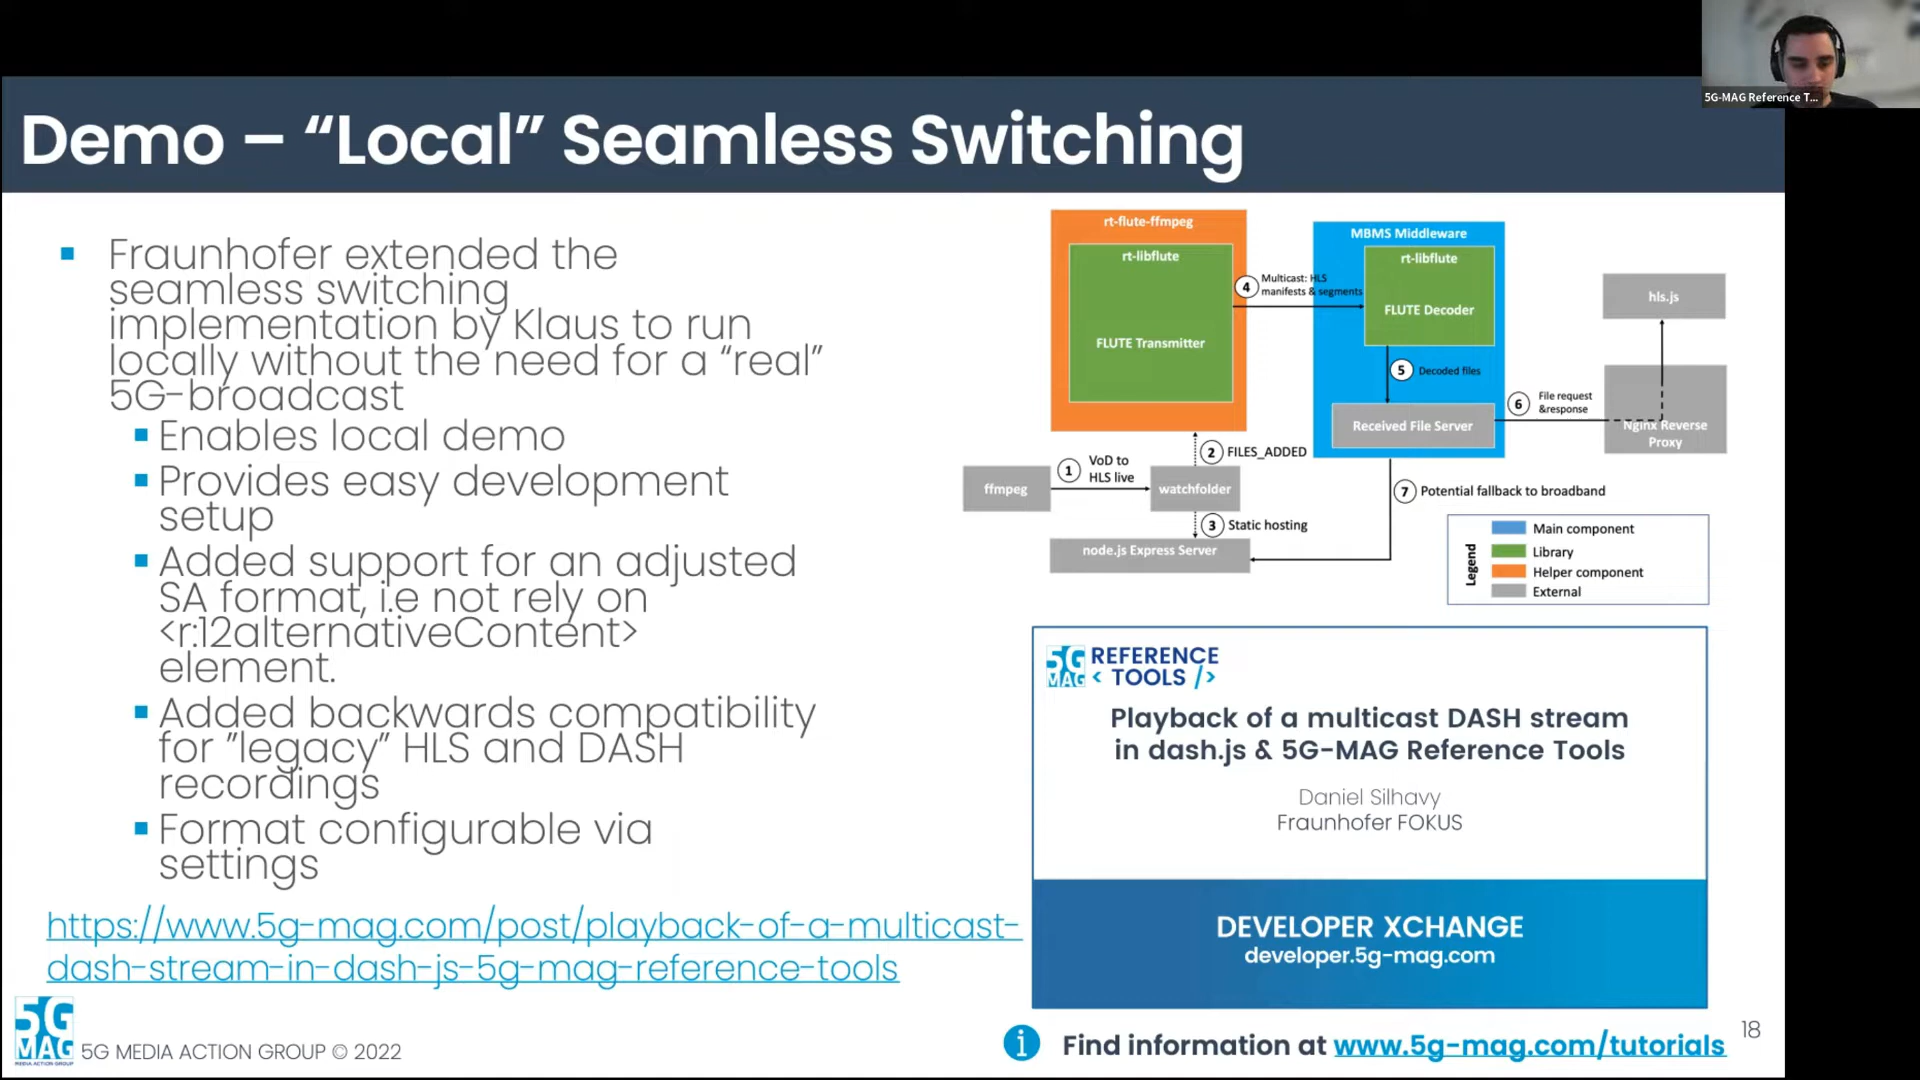 5G-MAG Reference T...
Demo – “Local” Seamless Switching
▪ Fraunhofer extended the
seamless switching
implementation by Klaus to run
locally without the need for a “real”
5G-broadcast
▪ Enables local demo
▪ Provides easy development
setup
▪ Added support for an adjusted
SA format, i.e not rely on
<r:12alternativeContent>
element.
▪ Added backwards compatibility
for ”legacy” HLS and DASH
recordings
▪ Format configurable via
settings
https://www.5g-mag.com/post/playback-of-a-multicast-
dash-stream-in-dash-js-5g-mag-reference-tools
rt-flute-ffmpeg
rt-libflute
FLUTE Transmitter
4
Multicast: HLS
manifests & segments
MBMS Middleware
rt-libflute
FLUTE Decoder
5 Decoded files
Received File Server
6
File request
&response
hls.js
Nginx Reverse
Proxy
ffmpeg
1
VoD to
HLS live
2 FILES_ADDED
watchfolder
3 Static hosting
node.js Express Server
7 Potential fallback to broadband
Legend
Main component
Library
Helper component
External
5G
MAG
REFERENCE
< TOOLS />
Playback of a multicast DASH stream
in dash.js & 5G-MAG Reference Tools
Daniel Silhavy
Fraunhofer FOKUS
DEVELOPER XCHANGE
developer.5g-mag.com
5G
MAG
MEDIA ACTION GROUP
5G MEDIA ACTION GROUP © 2022
i Find information at www.5g-mag.com/tutorials
18